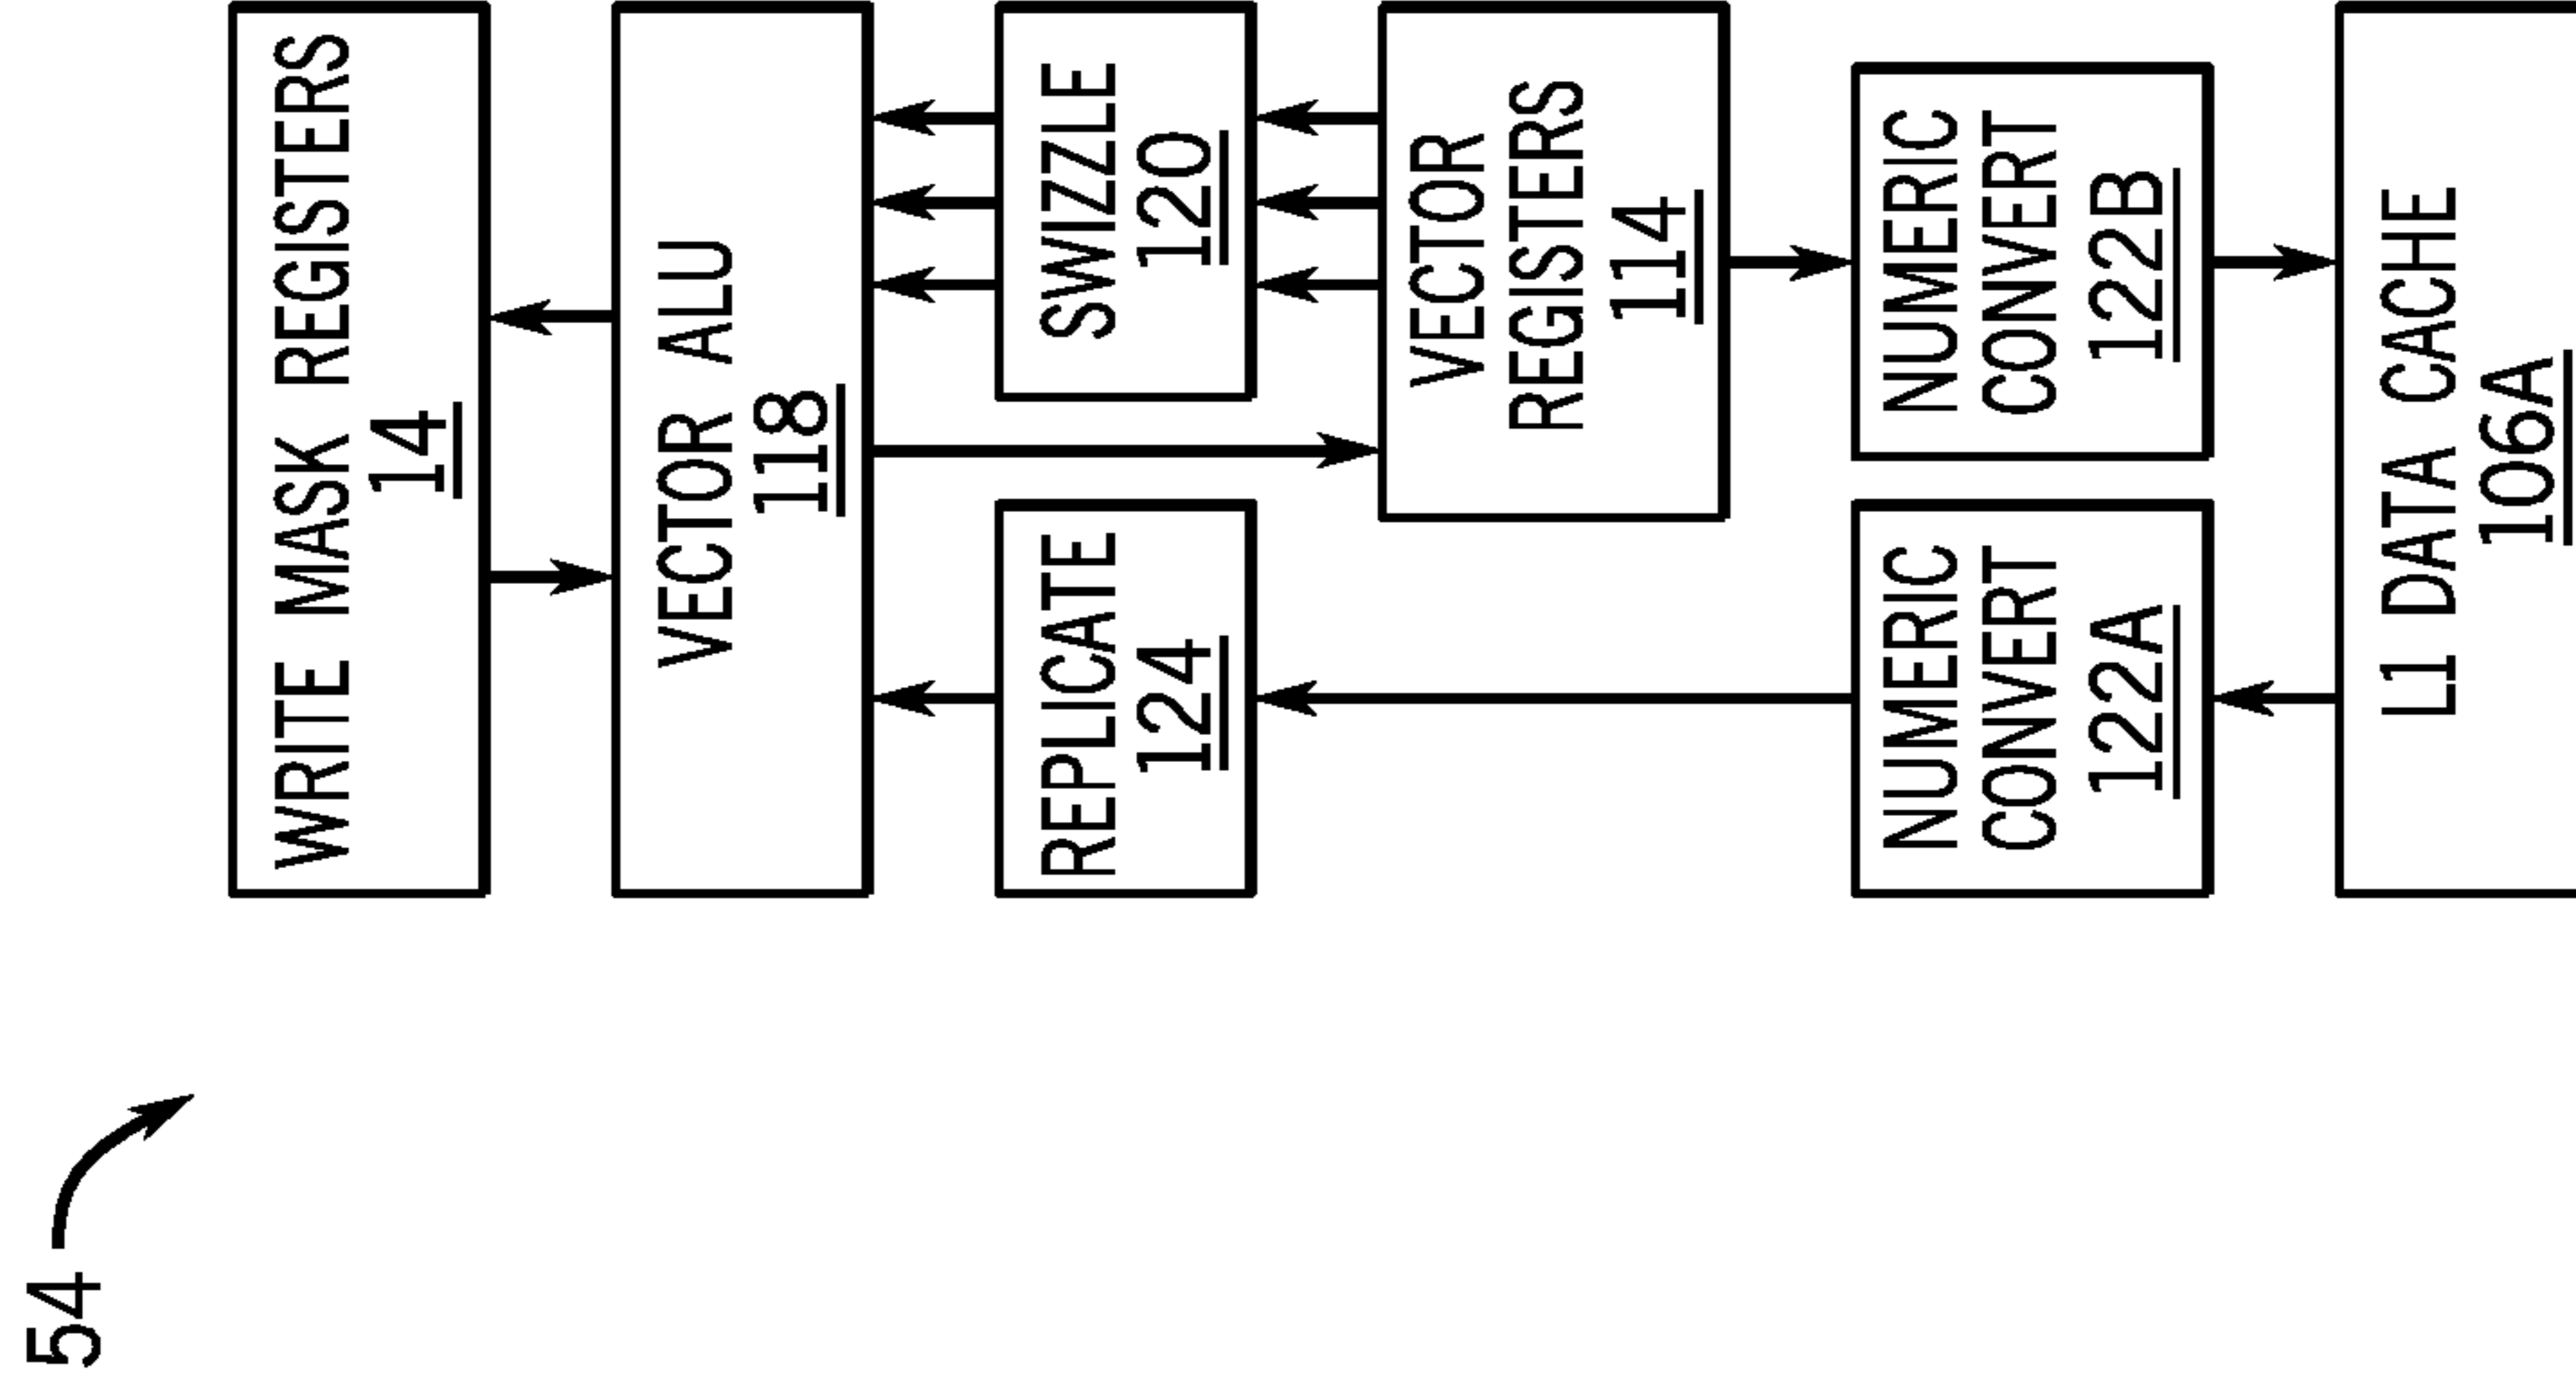 54
WRITE MASK REGISTERS
14
VECTOR ALU
118
REPLICATE
124
SWIZZLE
120
VECTOR
REGISTERS
114
NUMERIC
CONVERT
122A
NUMERIC
CONVERT
122B
L1 DATA CACHE
106A